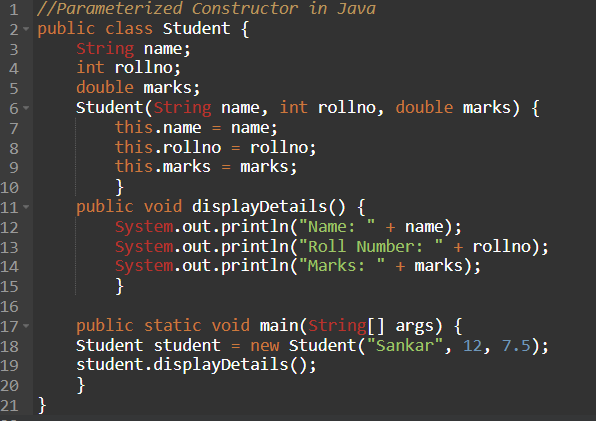 1 //Parameterized Constructor in Java
2 public class Student {
3 String name;
4 int rollno;
5 double marks;
6 Student(String name, int rollno, double marks) {
7 this.name = name;
8 this.rollno = rollno;
9 this.marks = marks;
10 }
11 public void displayDetails() {
12 System.out.println("Name: " + name);
13 System.out.println("Roll Number: " + rollno);
14 System.out.println("Marks: " + marks);
15 }
16
17 public static void main(String[] args) {
18 Student student = new Student("Sankar", 12, 7.5);
19 student.displayDetails();
20 }
21 }